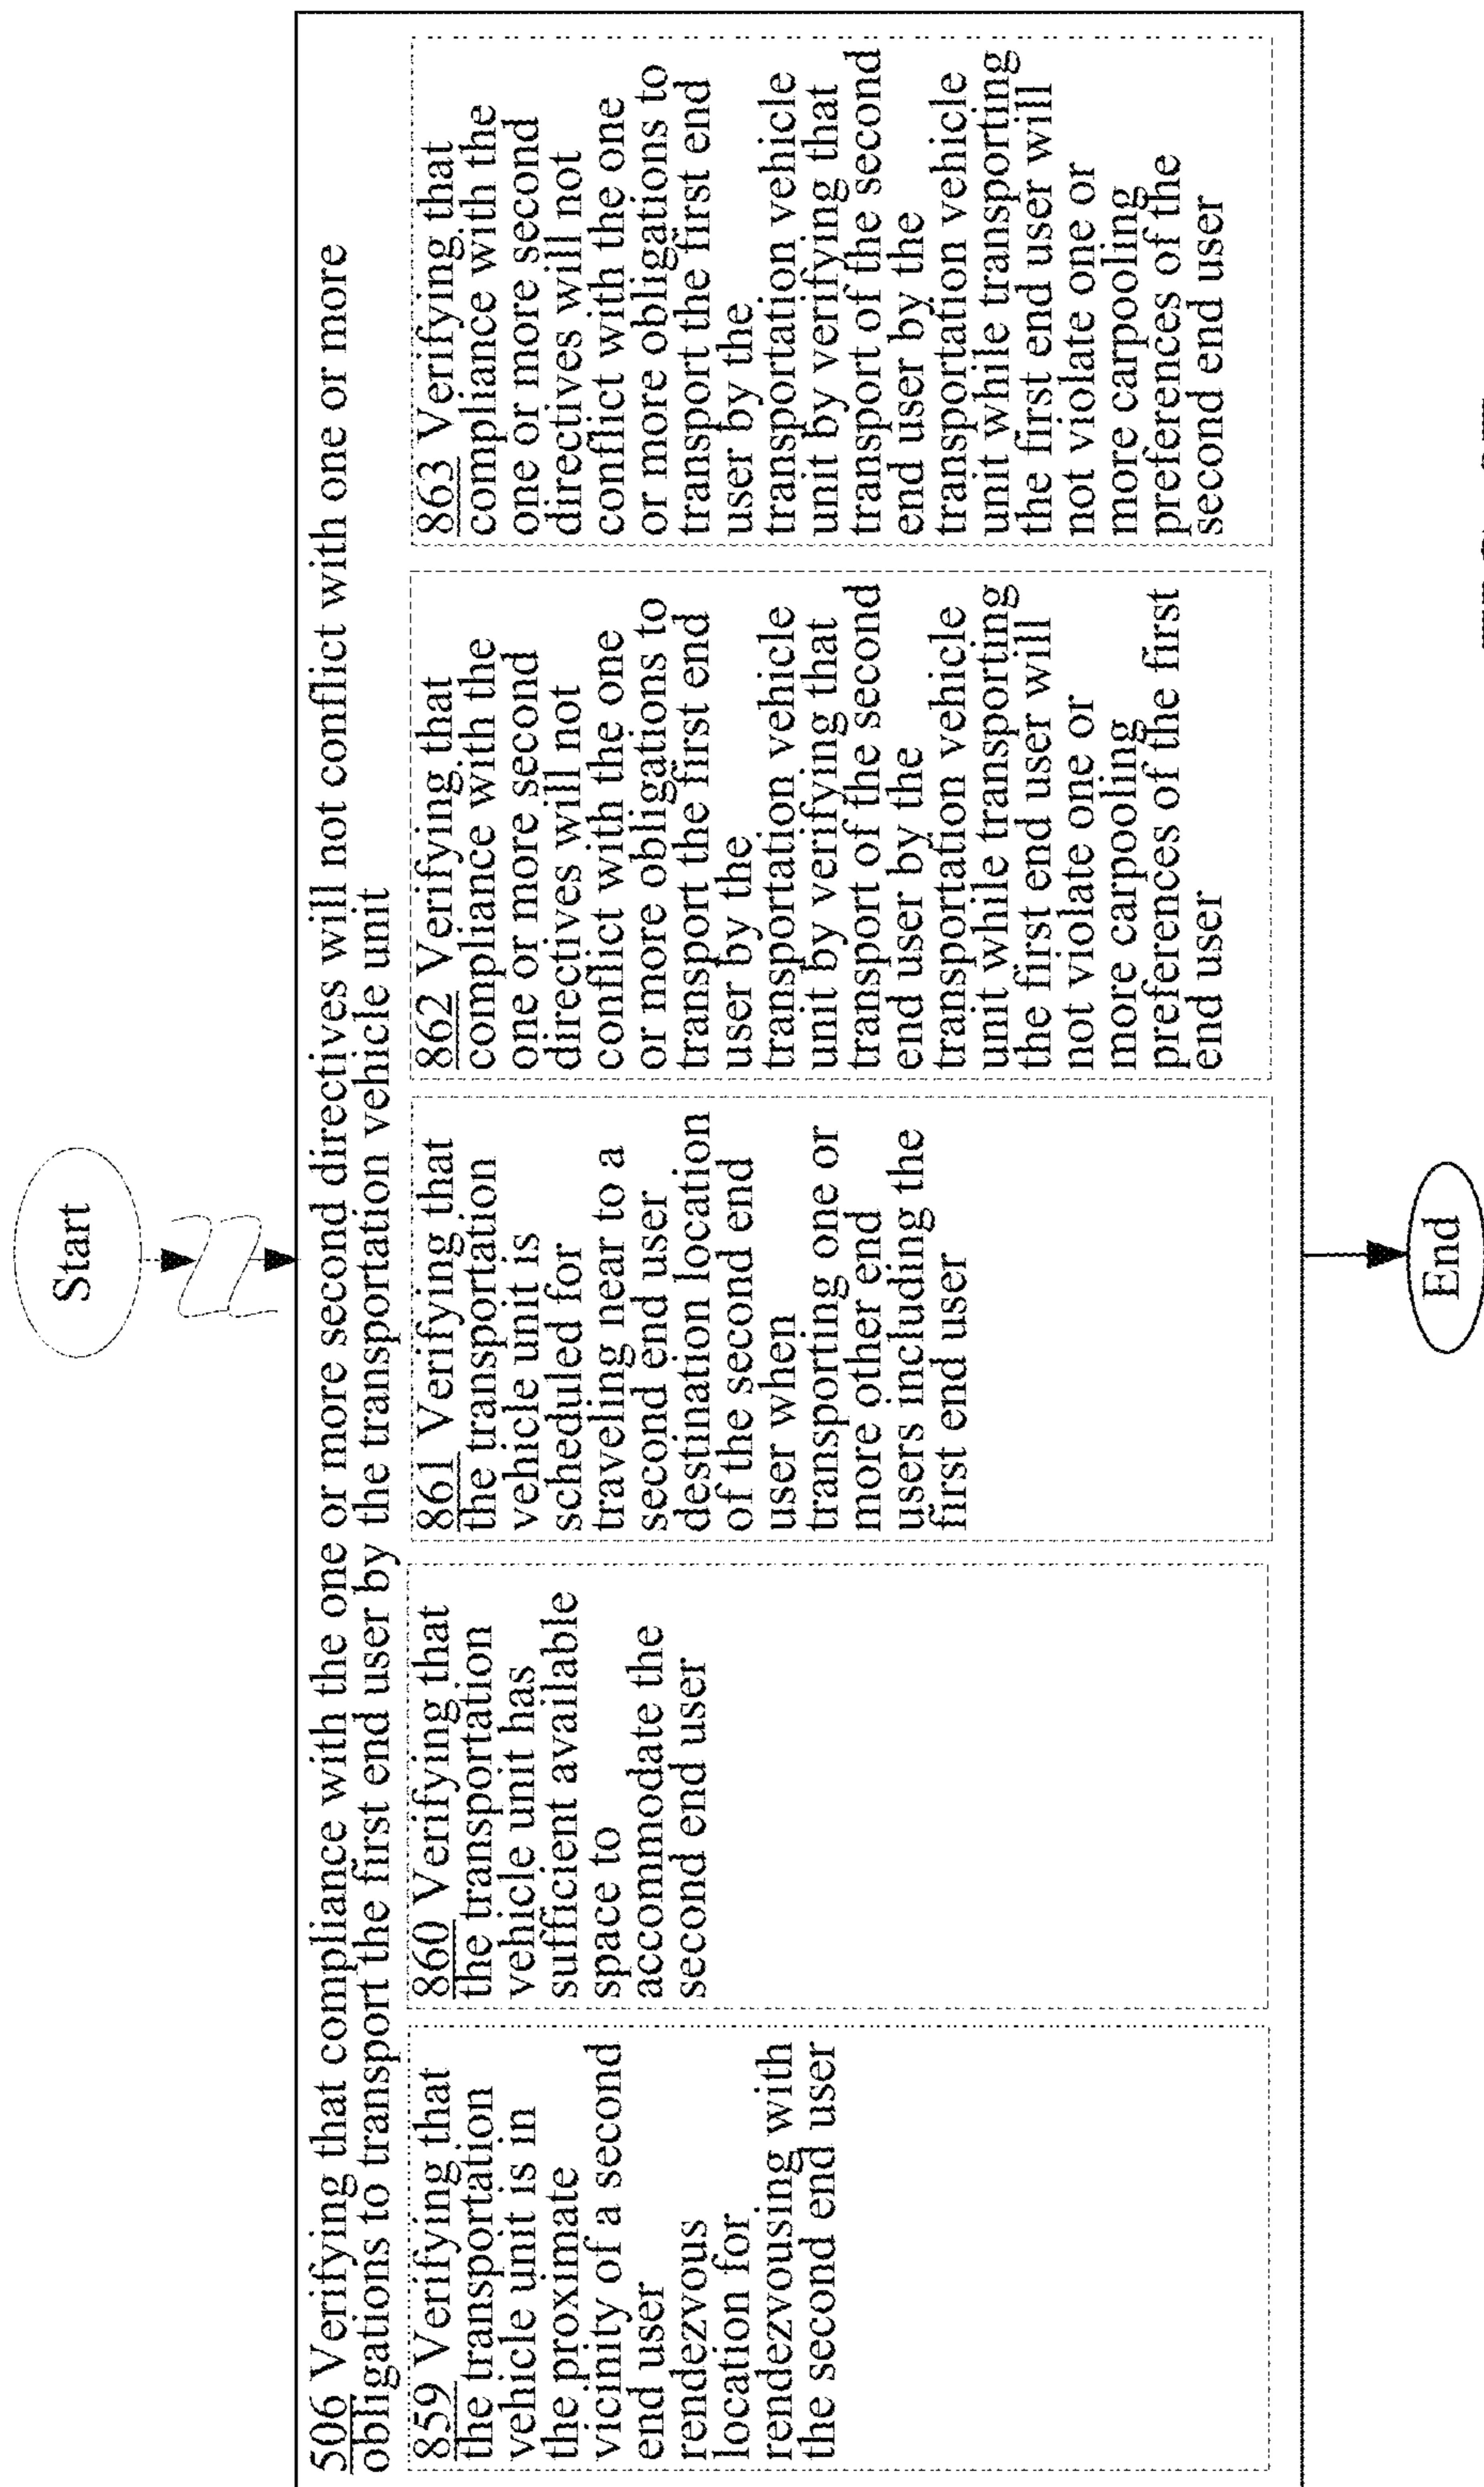 Start
506 Verifying that compliance with the one or more second directives will not conflict with one or more
obligations to transport the first end user by the transportation vehicle unit
859 Verifying that
the transportation
vehicle unit is in
the proximate
vicinity of a second
end user
rendezvous
location for
rendezvousing with
the second end user
860 Verifying that
the transportation
vehicle unit has
sufficient available
space to
accommodate the
second end user
861 Verifying that
the transportation
vehicle unit is
scheduled for
traveling near to a
second end user
destination location
of the second end
user when
transporting one or
more other end
users including the
first end user
862 Verifying that
compliance with the
one or more second
directives will not
conflict with the one
or more obligations to
transport the first end
user by the
transportation vehicle
unit by verifying that
transport of the second
end user by the
transportation vehicle
unit while transporting
the first end user will
not violate one or
more carpooling
preferences of the first
end user
863 Verifying that
compliance with the
one or more second
directives will not
conflict with the one
or more obligations to
transport the first end
user by the
transportation vehicle
unit by verifying that
transport of the second
end user by the
transportation vehicle
unit while transporting
the first end user will
not violate one or
more carpooling
preferences of the
second end user
End